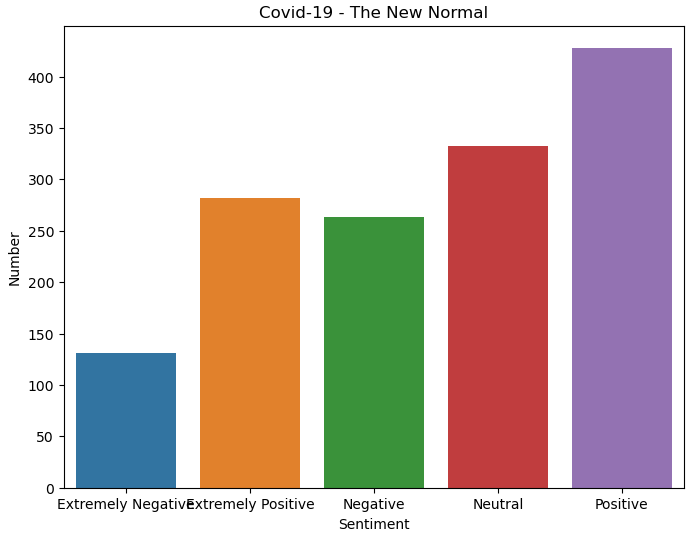 Covid-19 - The New Normal
Number
400
350
300
250
200
150
100
50
0
Extremely Negative Extremely Positive Negative Neutral Positive
Sentiment